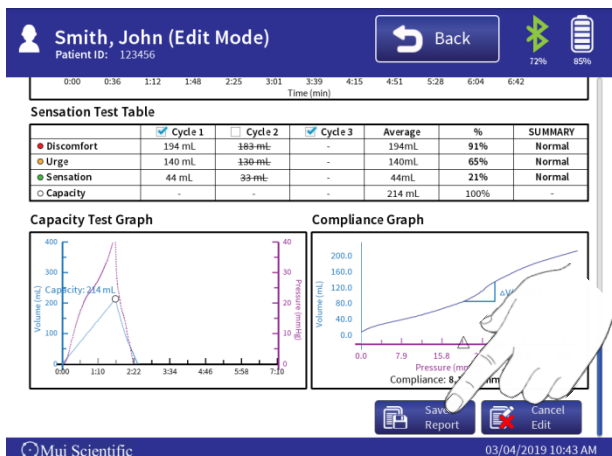 Smith, John (Edit Mode)
Patient ID: 123456
Back
72%
85%
0:00 0:36 1:12 1:48 2:25 3:01 3:39 4:15 4:51 5:28 6:04 6:42
Time (min)
Sensation Test Table
Cycle 1 Cycle 2 Cycle 3 Average % SUMMARY
Discomfort 194 mL 183 mL - 194mL 91% Normal
Urge 140 mL 130 mL - 140mL 65% Normal
Sensation 44 mL 33 mL - 44mL 21% Normal
Capacity - - - 214 mL 100% -
Capacity Test Graph
Compliance Graph
400
300
200
100
0
Volume (mL)
Capacity: 214 mL
40
30
20
10
0
Pressure (mmHg)
0:00 1:10 2:22 3:34 4:46 5:58 7:10
200.0
160.0
120.0
80.0
40.0
0.0
Volume (mL)
0.0 7.9 15.8
Pressure
Compliance:
Save
Report
Cancel
Edit
Mui Scientific
03/04/2019 10:43 AM